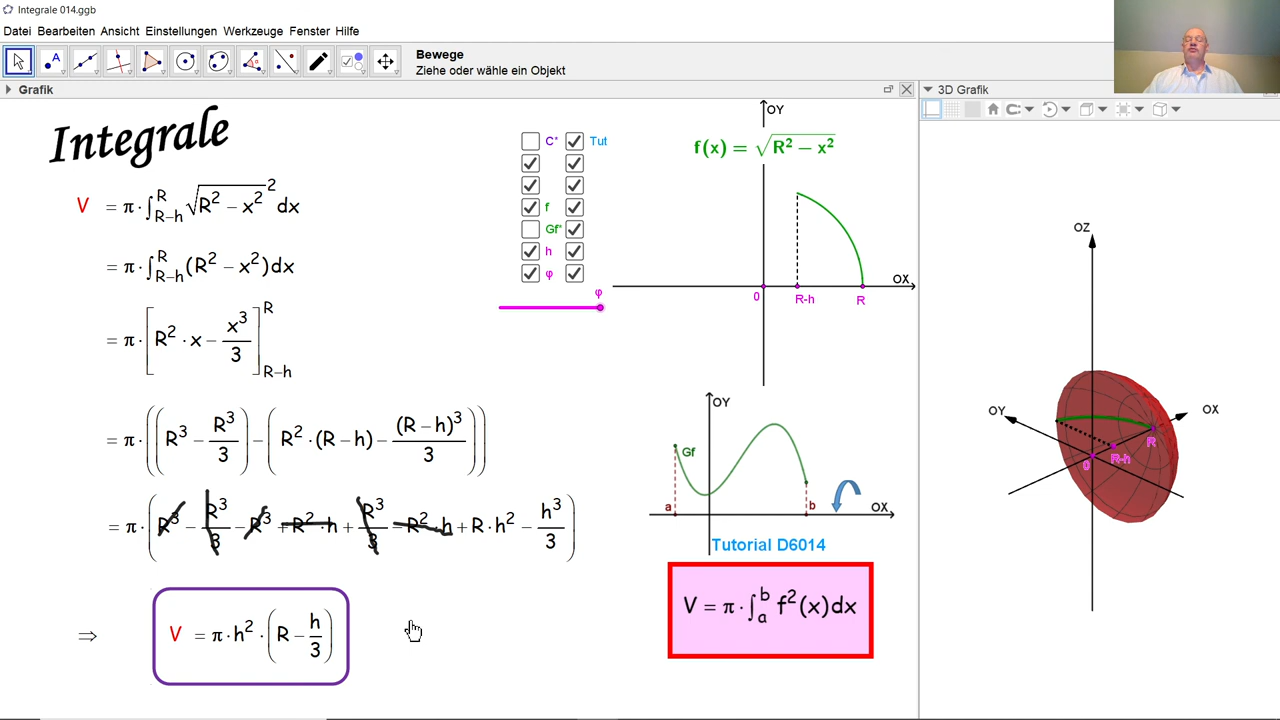 Integrale 014.ggb
Datei Bearbeiten Ansicht Einstellungen Werkzeuge Fenster Hilfe
Bewege
Ziehe oder wähle ein Objekt
Grafik
3D Grafik
Integrale
V = π · ∫_{R−h}^{R} √(R² − x²)² dx
= π · ∫_{R−h}^{R} (R² − x²)dx
= π · [R² · x − x³/3]_{R−h}^{R}
= π · ((R³ − R³/3) − (R² · (R − h) − (R − h)³/3))
= π · (R³ − R³/3 − R³ + R² · h + R³/3 − R² · h + R · h² − h³/3)
⇒ V = π · h² · (R − h/3)
C* Tut
f
Gf*
h
φ
φ
OY
f(x) = √(R² − x²)
OX
0 R-h R
OY
Gf
a b OX
Tutorial D6014
V = π · ∫_a^b f²(x)dx
OZ
OY OX
R
R-h
0